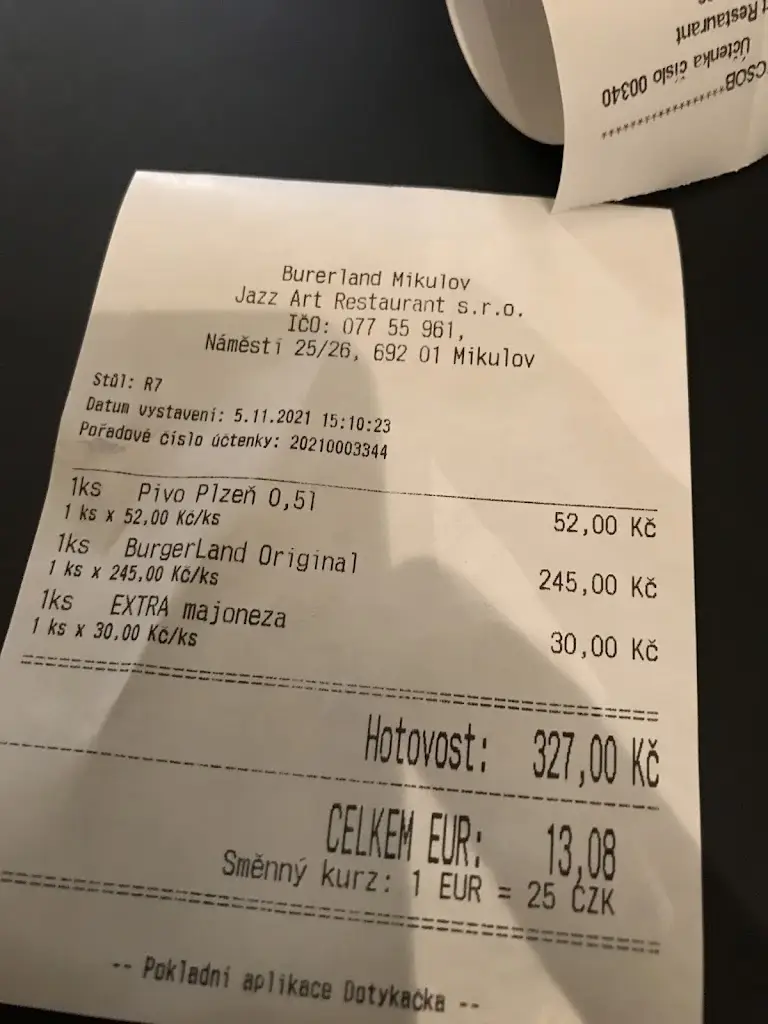 t Restaurant
Účtenka číslo 00340
ČSOB********************
Burerland Mikulov
Jazz Art Restaurant s.r.o.
IČO: 077 55 961,
Náměstí 25/26, 692 01 Mikulov
Stůl: R7
Datum vystavení: 5.11.2021 15:10:23
Pořadové číslo účtenky: 20210003344
1ks Pivo Plzeň 0,5l 52,00 Kč
1 ks x 52,00 Kč/ks
1ks BurgerLand Original 245,00 Kč
1 ks x 245,00 Kč/ks
1ks EXTRA majoneza 30,00 Kč
1 ks x 30,00 Kč/ks
Hotovost: 327,00 Kč
CELKEM EUR: 13,08
Směnný kurz: 1 EUR = 25 CZK
-- Pokladní aplikace Dotykačka --